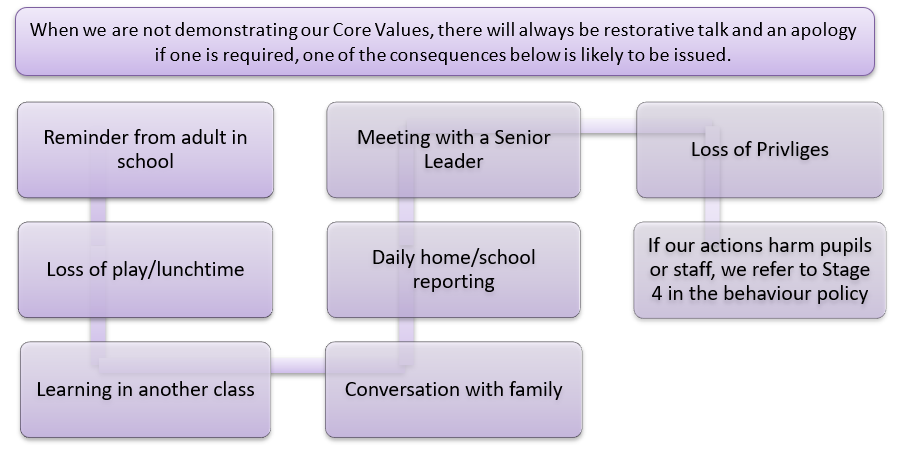 When we are not demonstrating our Core Values, there will always be restorative talk and an apology
if one is required, one of the consequences below is likely to be issued.
Reminder from adult in
school
Loss of play/lunchtime
Learning in another class
Conversation with family
Daily home/school
reporting
Meeting with a Senior
Leader
Loss of Privliges
If our actions harm pupils
or staff, we refer to Stage
4 in the behaviour policy